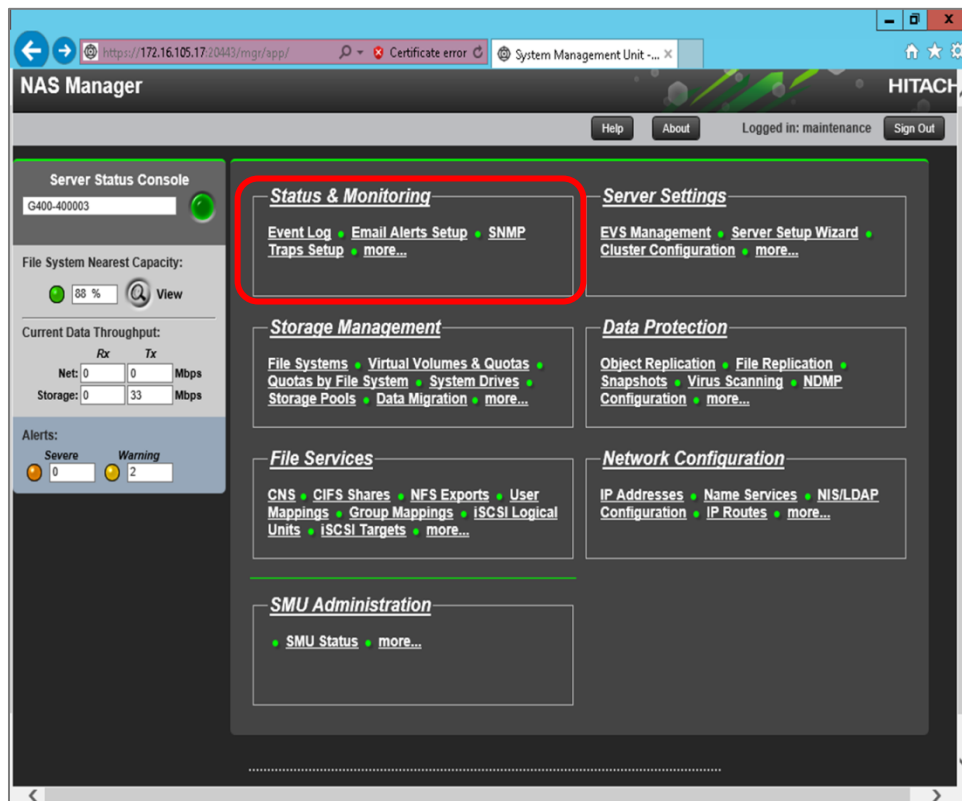 https://172.16.105.17:20443/mgr/app/
Certificate error
System Management Unit -...
NAS Manager
HITACH
Help
About
Logged in: maintenance
Sign Out
Server Status Console
G400-400003
File System Nearest Capacity:
88 %
View
Current Data Throughput:
Rx Tx
Net: 0 0 Mbps
Storage: 0 33 Mbps
Alerts:
Severe Warning
0 2
Status & Monitoring
Event Log • Email Alerts Setup • SNMP
Traps Setup • more...
Server Settings
EVS Management • Server Setup Wizard •
Cluster Configuration • more...
Storage Management
File Systems • Virtual Volumes & Quotas •
Quotas by File System • System Drives •
Storage Pools • Data Migration • more...
Data Protection
Object Replication • File Replication •
Snapshots • Virus Scanning • NDMP
Configuration • more...
File Services
CNS • CIFS Shares • NFS Exports • User
Mappings • Group Mappings • iSCSI Logical
Units • iSCSI Targets • more...
Network Configuration
IP Addresses • Name Services • NIS/LDAP
Configuration • IP Routes • more...
SMU Administration
• SMU Status • more...